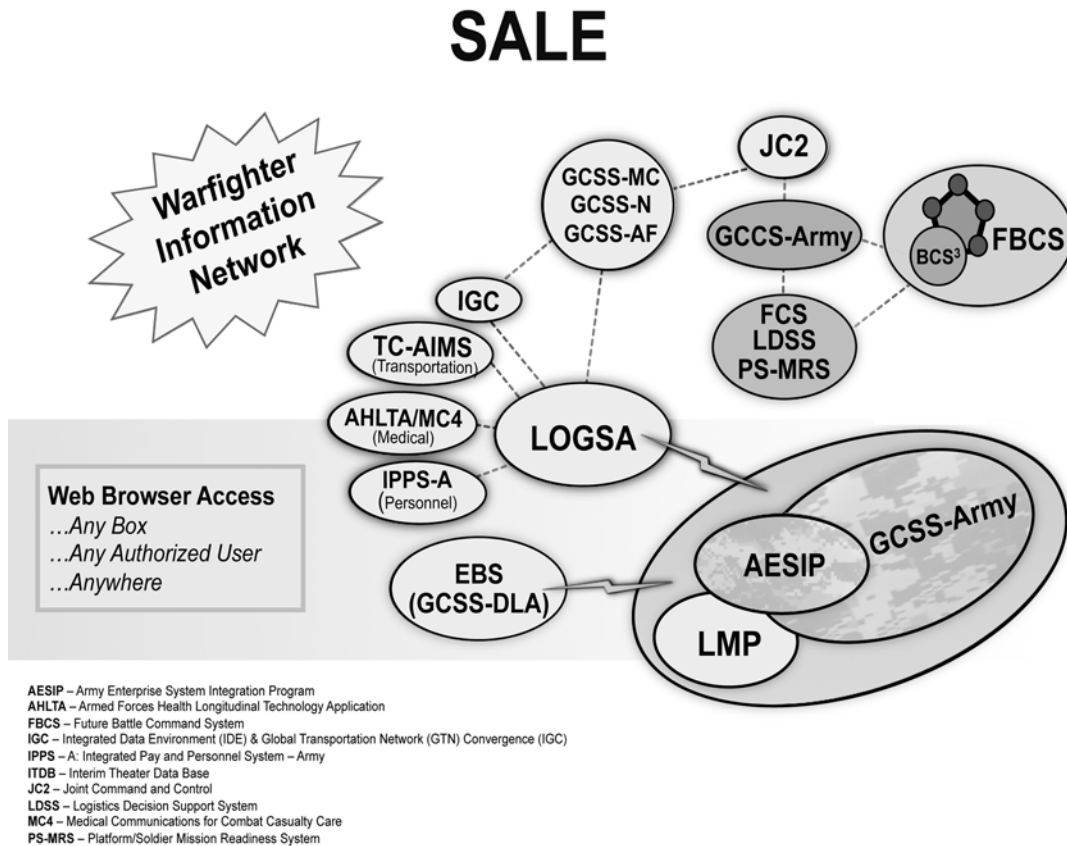 SALE
Warfighter
Information
Network
GCSS-MC
GCSS-N
GCSS-AF
JC2
GCCS-Army
BCS³
FBCS
FCS
LDSS
PS-MRS
IGC
TC-AIMS
(Transportation)
AHLTA/MC4
(Medical)
IPPS-A
(Personnel)
LOGSA
Web Browser Access
...Any Box
...Any Authorized User
...Anywhere
EBS
(GCSS-DLA)
AESIP
GCSS-Army
LMP
AESIP – Army Enterprise System Integration Program
AHLTA – Armed Forces Health Longitudinal Technology Application
FBCS – Future Battle Command System
IGC – Integrated Data Environment (IDE) & Global Transportation Network (GTN) Convergence (IGC)
IPPS – A: Integrated Pay and Personnel System – Army
ITDB – Interim Theater Data Base
JC2 – Joint Command and Control
LDSS – Logistics Decision Support System
MC4 – Medical Communications for Combat Casualty Care
PS-MRS – Platform/Soldier Mission Readiness System